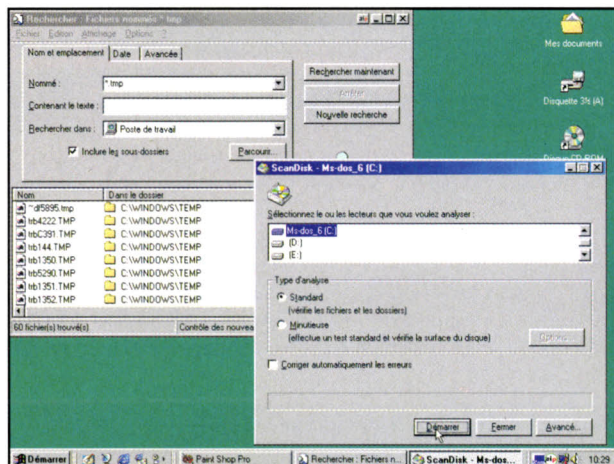 Rechercher : Fichiers nommés *.tmp
Fichier Edition Affichage Options ?
Nom et emplacement Date Avancée
Nommé : *.tmp
Contenant le texte :
Rechercher dans : Poste de travail
Inclure les sous-dossiers Parcours...
Rechercher maintenant
Arrêter
Nouvelle recherche
Nom Dans le dossier
~df5895.tmp C:\WINDOWS\TEMP
trb4222.TMP C:\WINDOWS\TEMP
trbC391.TMP C:\WINDOWS\TEMP
trb144.TMP C:\WINDOWS\TEMP
trb1350.TMP C:\WINDOWS\TEMP
trb5290.TMP C:\WINDOWS\TEMP
trb1351.TMP C:\WINDOWS\TEMP
trb1352.TMP C:\WINDOWS\TEMP
60 fichier(s) trouvé(s) Contrôle des nouveau
Mes documents
Disquette 3½ (A)
ScanDisk - Ms-dos_6 (C:)
Sélectionnez le ou les lecteurs que vous voulez analyser :
Ms-dos_6 (C:)
(D:)
(E:)
Type d'analyse
Standard
(vérifie les fichiers et les dossiers)
Minutieuse
(effectue un test standard et vérifie la surface du disque)
Options...
Corriger automatiquement les erreurs
Démarrer Fermer Avancé...
Démarrer Paint Shop Pro Rechercher : Fichiers n... ScanDisk - Ms-dos... 10:29